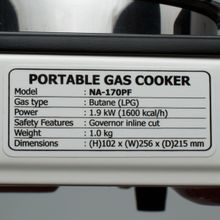 PORTABLE GAS COOKER
Model : NA-170PF
Gas type : Butane (LPG)
Power : 1.9 kW (1600 kcal/h)
Safety Features : Governor inline cut
Weight : 1.0 kg
Dimensions : (H)102 x (W)256 x (D)215 mm